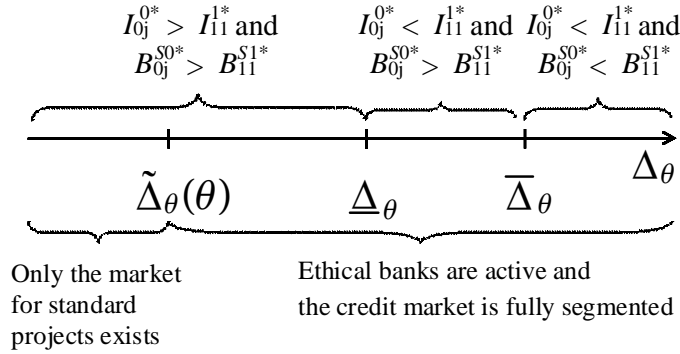 I_{0j}^{0*} > I_{11}^{1*} and I_{0j}^{0*} < I_{11}^{1*} and I_{0j}^{0*} < I_{11}^{1*} and
B_{0j}^{S0*} > B_{11}^{S1*} B_{0j}^{S0*} > B_{11}^{S1*} B_{0j}^{S0*} < B_{11}^{S1*}
Δ_θ
Δ̃_θ(θ) Δ̲_θ Δ̅_θ
Only the market
for standard
projects exists
Ethical banks are active and
the credit market is fully segmented